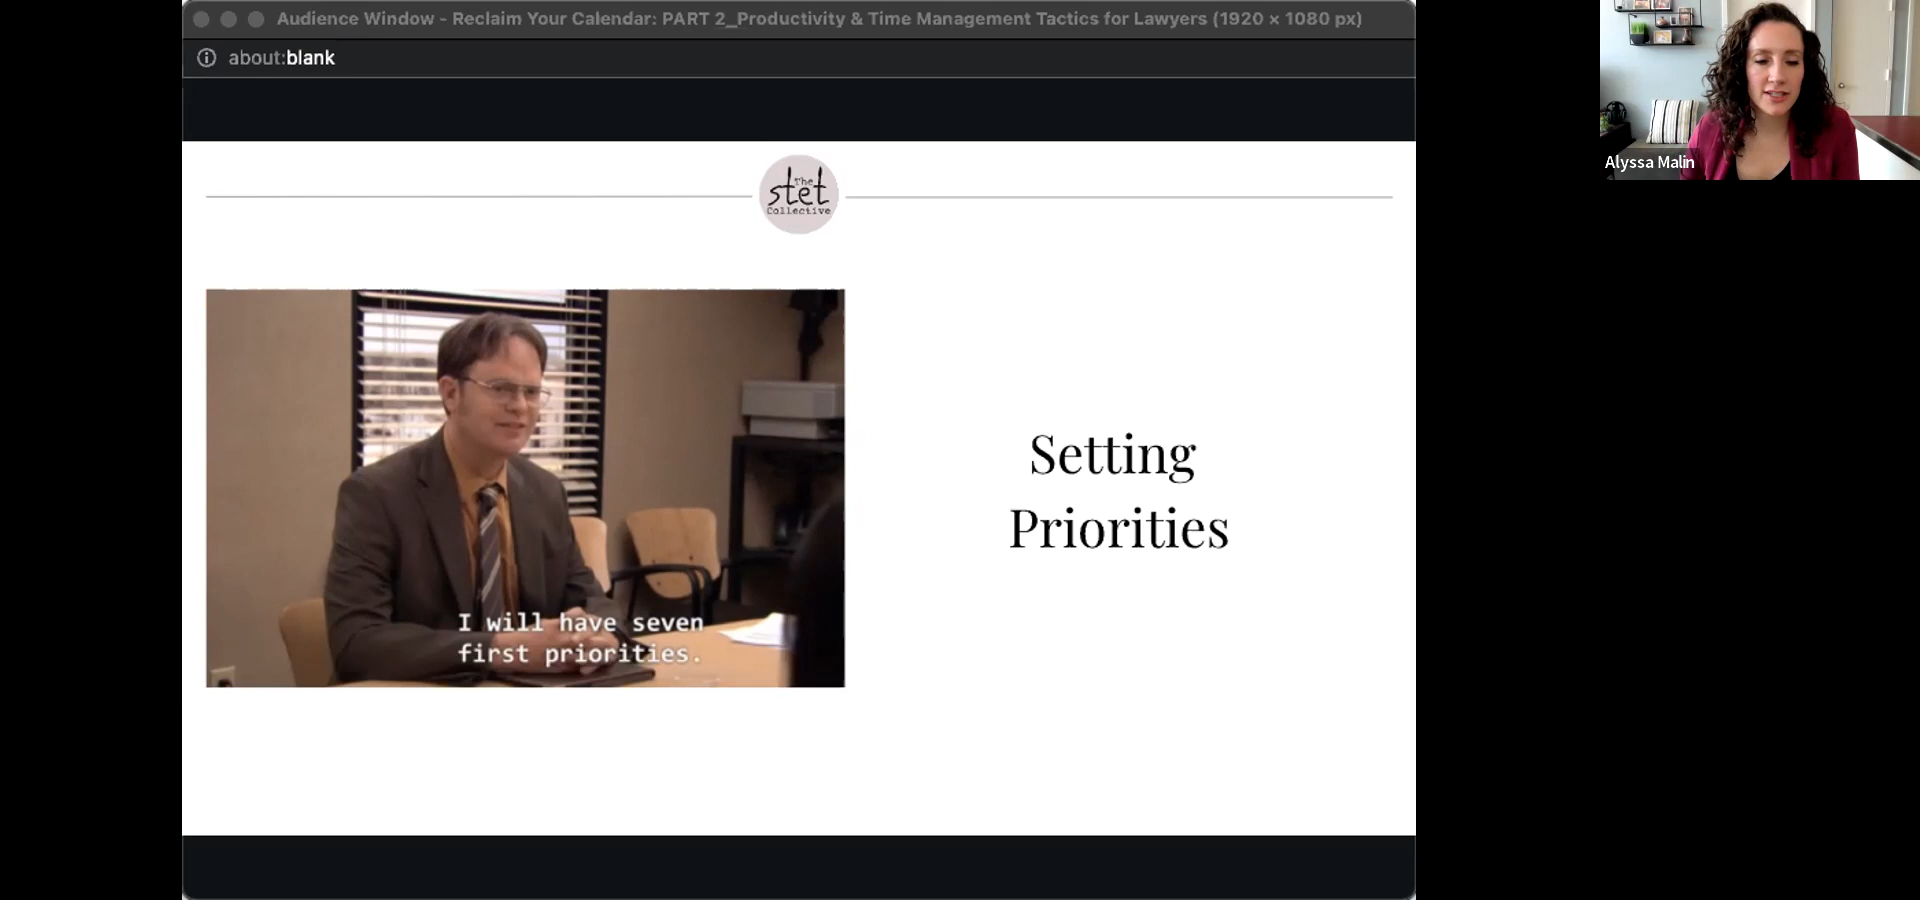 Audience Window - Reclaim Your Calendar: PART 2_Productivity & Time Management Tactics for Lawyers (1920 × 1080 px)
about:blank
Alyssa Malin
The
stet
Collective
Setting
Priorities
I will have seven
first priorities.